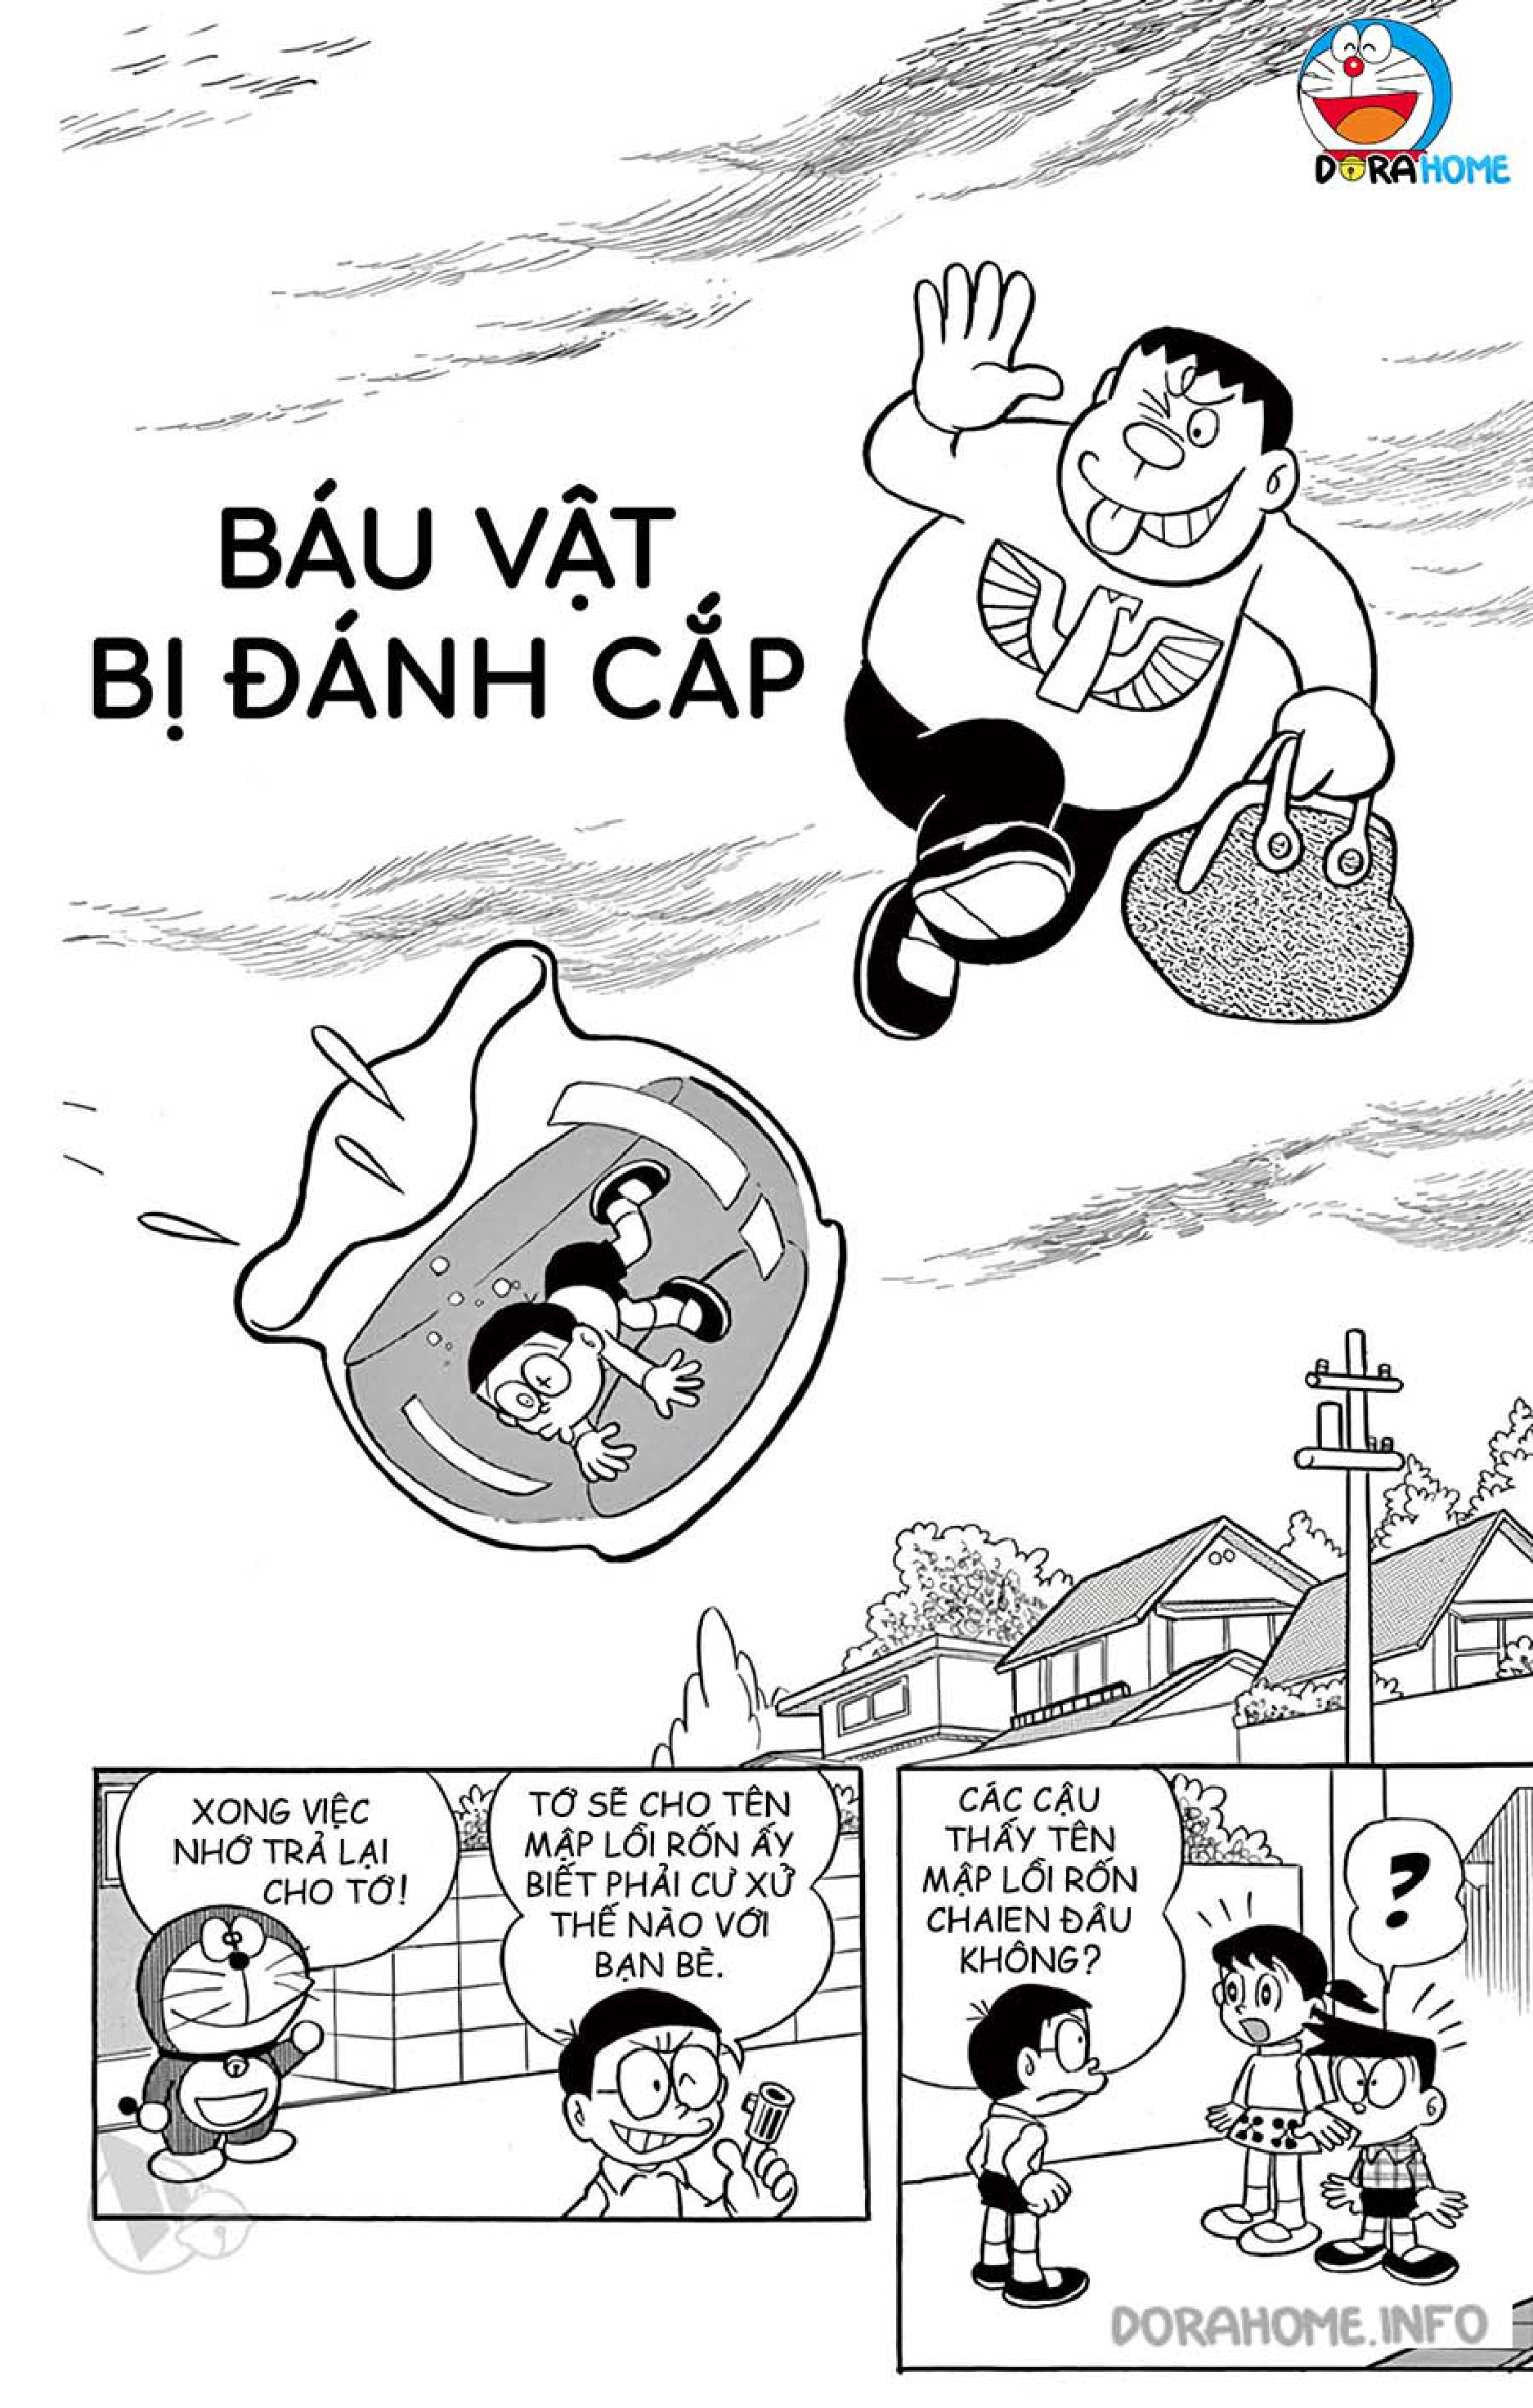 DORAHOME
BÁU VẬT
BỊ ĐÁNH CẮP
XONG VIỆC
NHỚ TRẢ LẠI
CHO TỚ!
TỚ SẼ CHO TÊN
MẬP LỒI RỐN ẤY
BIẾT PHẢI CƯ XỬ
THẾ NÀO VỚI
BẠN BÈ.
CÁC CẬU
THẤY TÊN
MẬP LỒI RỐN
CHAIEN ĐÂU
KHÔNG?
?
DORAHOME.INFO